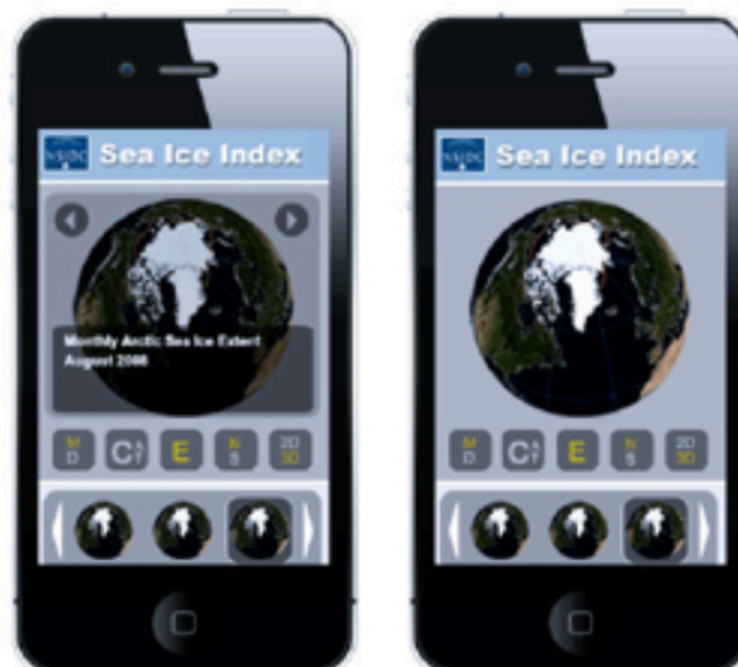 NSIDC Sea Ice Index
Monthly Arctic Sea Ice Extent
August 2008
M
D
C A
T
E
N
S
2D
3D
NSIDC Sea Ice Index
M
D
C A
T
E
N
S
2D
3D